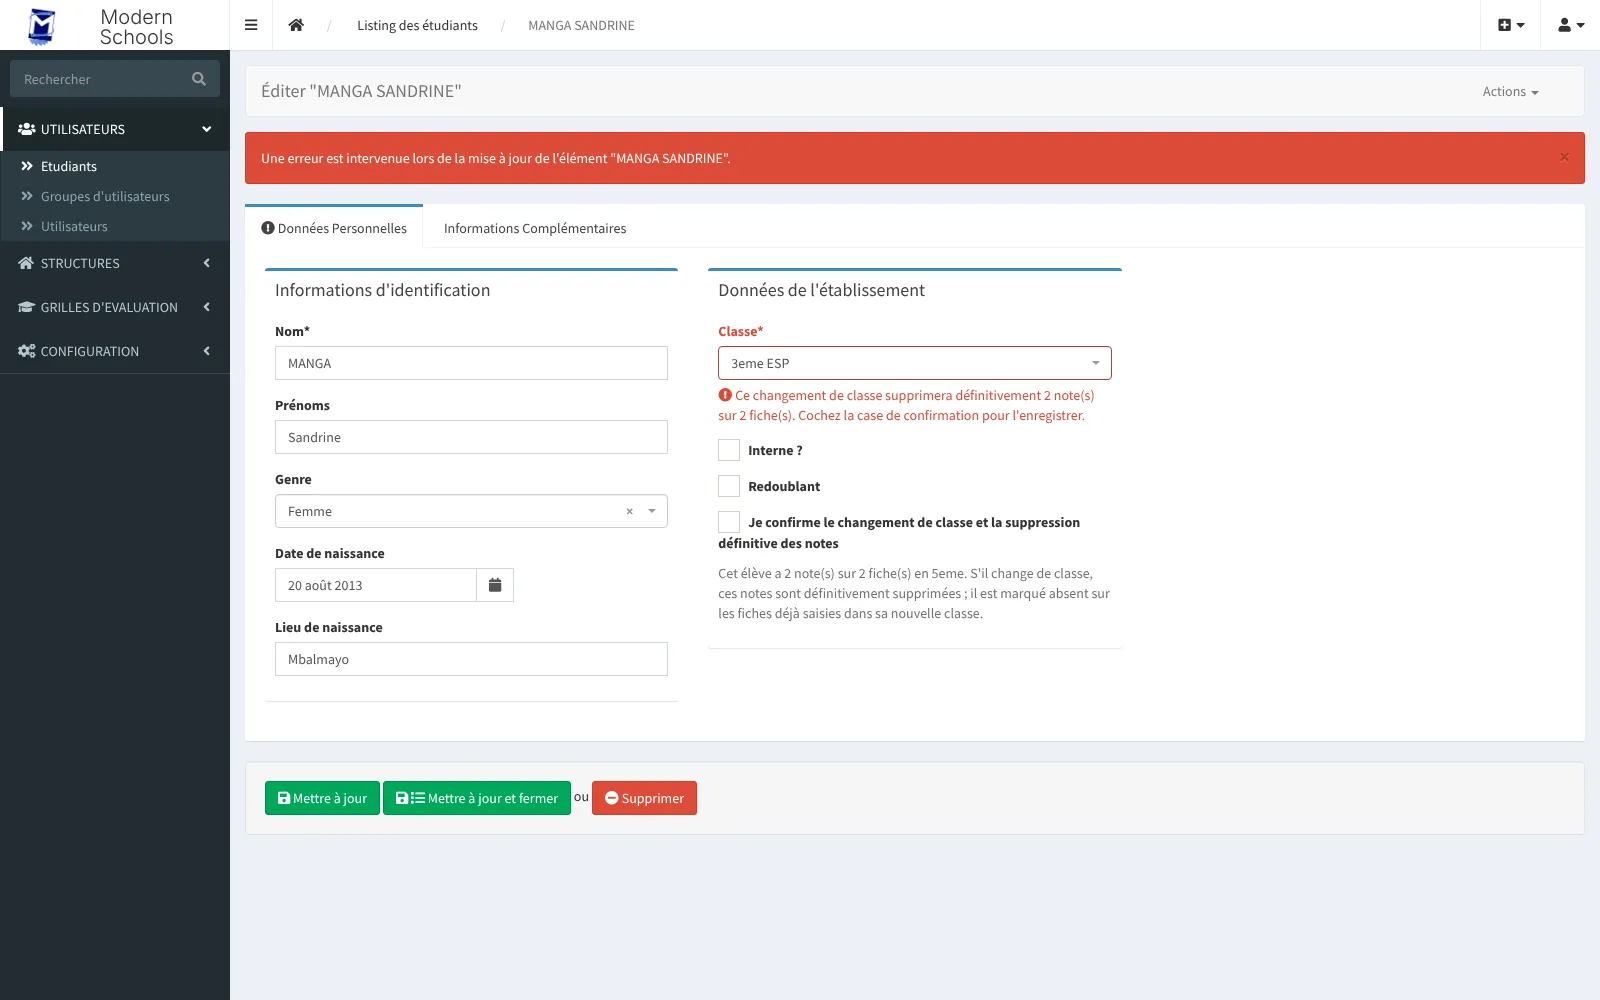 Modern
Schools
/ Listing des étudiants / MANGA SANDRINE
Rechercher
UTILISATEURS
Etudiants
Groupes d'utilisateurs
Utilisateurs
STRUCTURES
GRILLES D'EVALUATION
CONFIGURATION
Éditer "MANGA SANDRINE"
Actions
Une erreur est intervenue lors de la mise à jour de l'élément "MANGA SANDRINE".
×
Données Personnelles
Informations Complémentaires
Informations d'identification
Nom*
MANGA
Prénoms
Sandrine
Genre
Femme ×
Date de naissance
20 août 2013
Lieu de naissance
Mbalmayo
Données de l'établissement
Classe*
3eme ESP
Ce changement de classe supprimera définitivement 2 note(s)
sur 2 fiche(s). Cochez la case de confirmation pour l'enregistrer.
Interne ?
Redoublant
Je confirme le changement de classe et la suppression
définitive des notes
Cet élève a 2 note(s) sur 2 fiche(s) en 5eme. S'il change de classe,
ces notes sont définitivement supprimées ; il est marqué absent sur
les fiches déjà saisies dans sa nouvelle classe.
Mettre à jour
Mettre à jour et fermer
ou
Supprimer